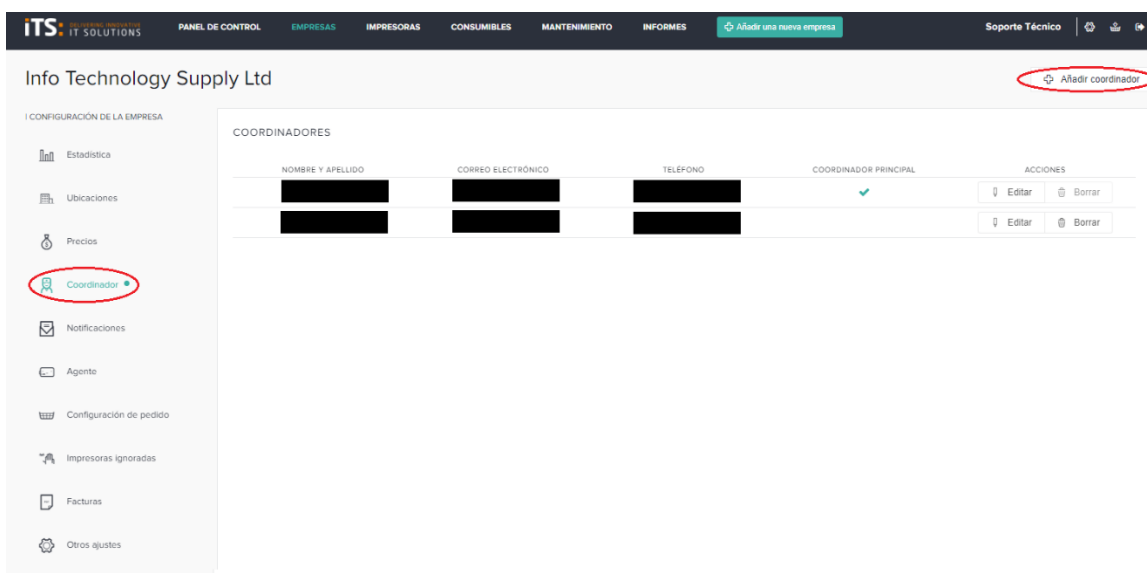 iTS: DELIVERING INNOVATIVE
IT SOLUTIONS
PANEL DE CONTROL EMPRESAS IMPRESORAS CONSUMIBLES MANTENIMIENTO INFORMES Añadir una nueva empresa Soporte Técnico
Info Technology Supply Ltd
Añadir coordinador
CONFIGURACIÓN DE LA EMPRESA
COORDINADORES
NOMBRE Y APELLIDO CORREO ELECTRÓNICO TELÉFONO COORDINADOR PRINCIPAL ACCIONES
Editar Borrar
Editar Borrar
Estadística
Ubicaciones
Precios
Coordinador
Notificaciones
Agente
Configuración de pedido
Impresoras ignoradas
Facturas
Otros ajustes